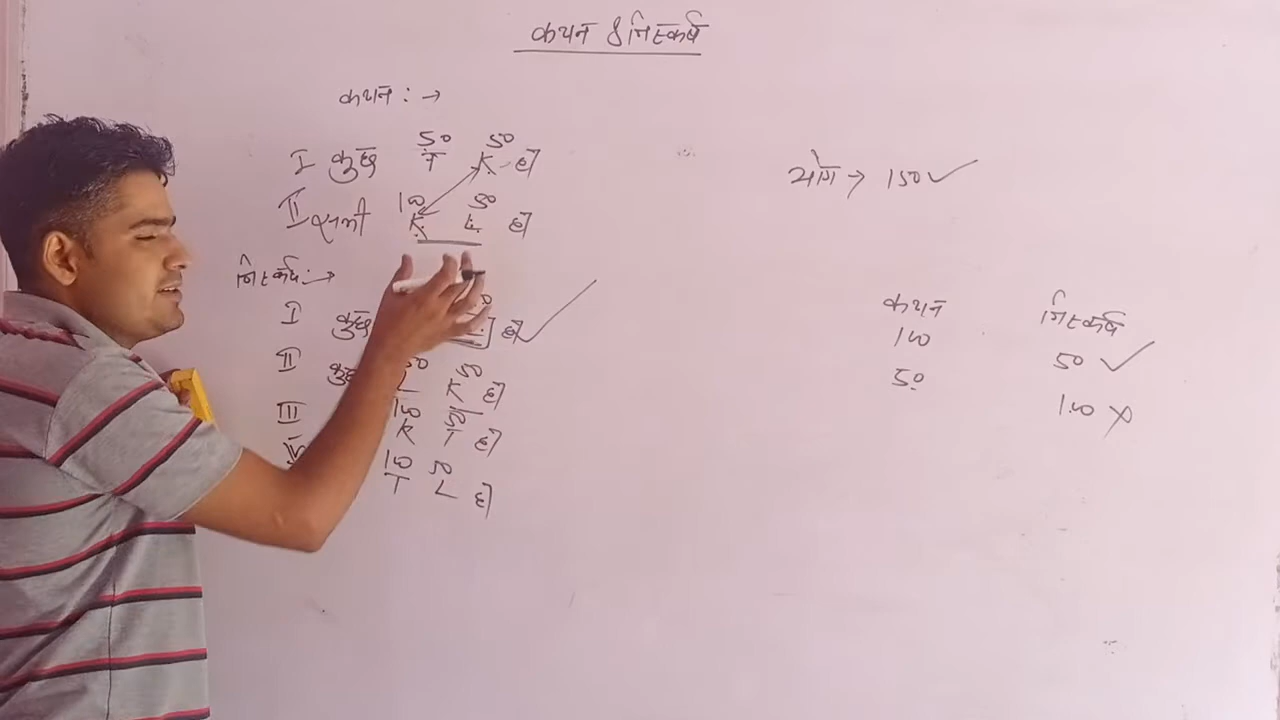 कथन & निष्कर्ष
कथन : →
50 50
I कुछ T K है
100 50
II सभी K L है
निष्कर्ष : →
I कुछ है ✓
50
II L K है
100 50
III K T है
100 50
T L है
योग → 150 ✓
कथन निष्कर्ष
100 50 ✓
50 100 ✗